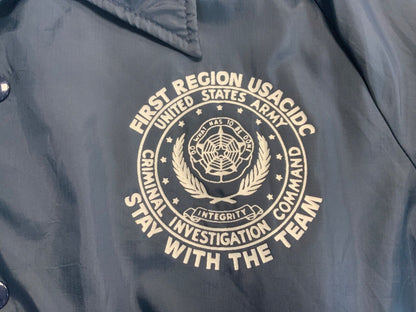 FIRST REGION USACIDC
UNITED STATES ARMY
DO WHAT HAS TO BE DONE
INTEGRITY
CRIMINAL INVESTIGATION COMMAND
STAY WITH THE TEAM